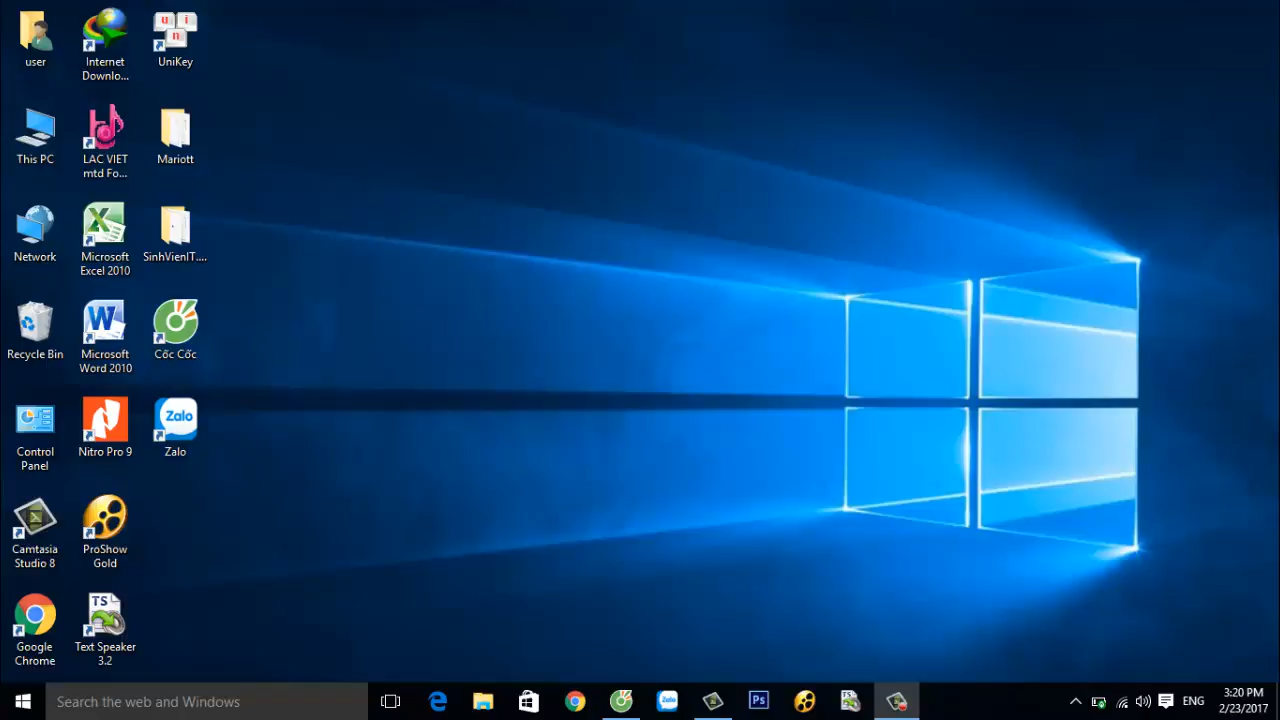 user
Internet
Downlo...
u i
n
UniKey
This PC
LAC VIET
mtd Fo...
Mariott
Network
Microsoft
Excel 2010
SinhVienIT....
Recycle Bin
Microsoft
Word 2010
Cốc Cốc
Control
Panel
Nitro Pro 9
Zalo
Zalo
Camtasia
Studio 8
ProShow
Gold
Google
Chrome
TS
Text Speaker
3.2
Search the web and Windows
Zalo
Ps
TS
ENG
3:20 PM
2/23/2017